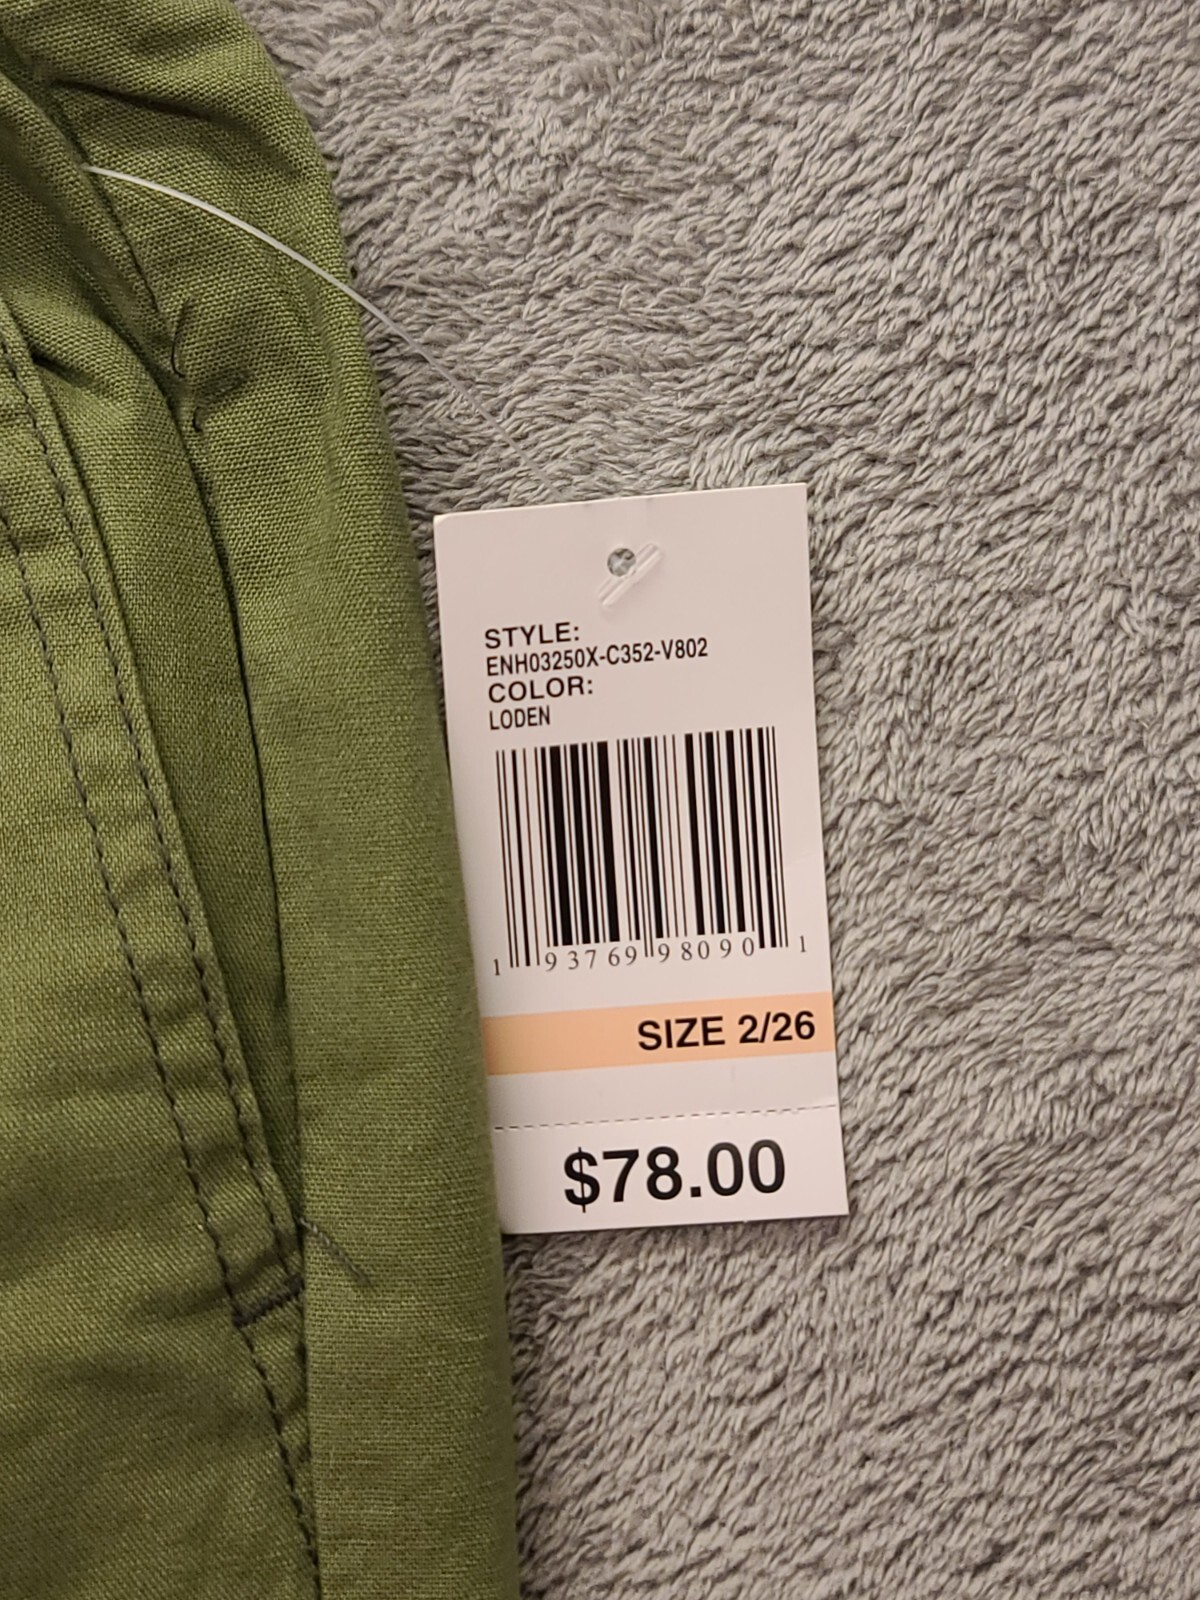 STYLE:
ENH03250X-C352-V802
COLOR:
LODEN
1 93769 98090 1
SIZE 2/26
$78.00